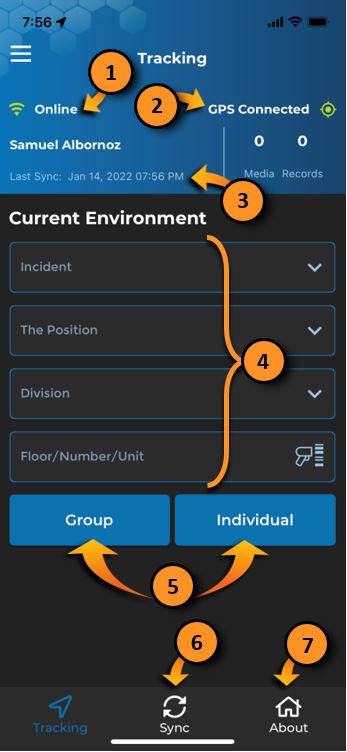 7:56
Tracking
1
2
Online
GPS Connected
Samuel Albornoz
0 0
Last Sync: Jan 14, 2022 07:56 PM
Media Records
3
Current Environment
Incident
The Position
4
Division
Floor/Number/Unit
Group Individual
5
6
7
Tracking Sync About